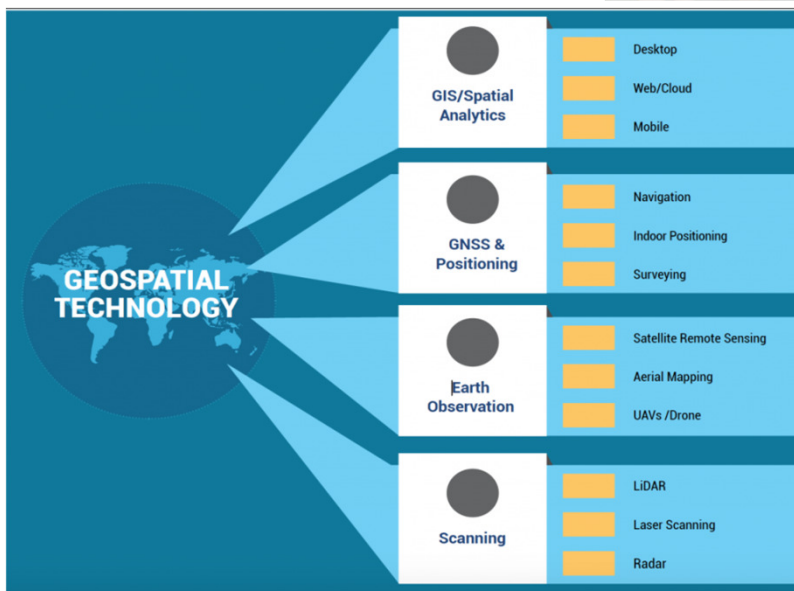 GEOSPATIAL
TECHNOLOGY
GIS/Spatial
Analytics
Desktop
Web/Cloud
Mobile
GNSS &
Positioning
Navigation
Indoor Positioning
Surveying
Earth
Observation
Satellite Remote Sensing
Aerial Mapping
UAVs /Drone
Scanning
LiDAR
Laser Scanning
Radar